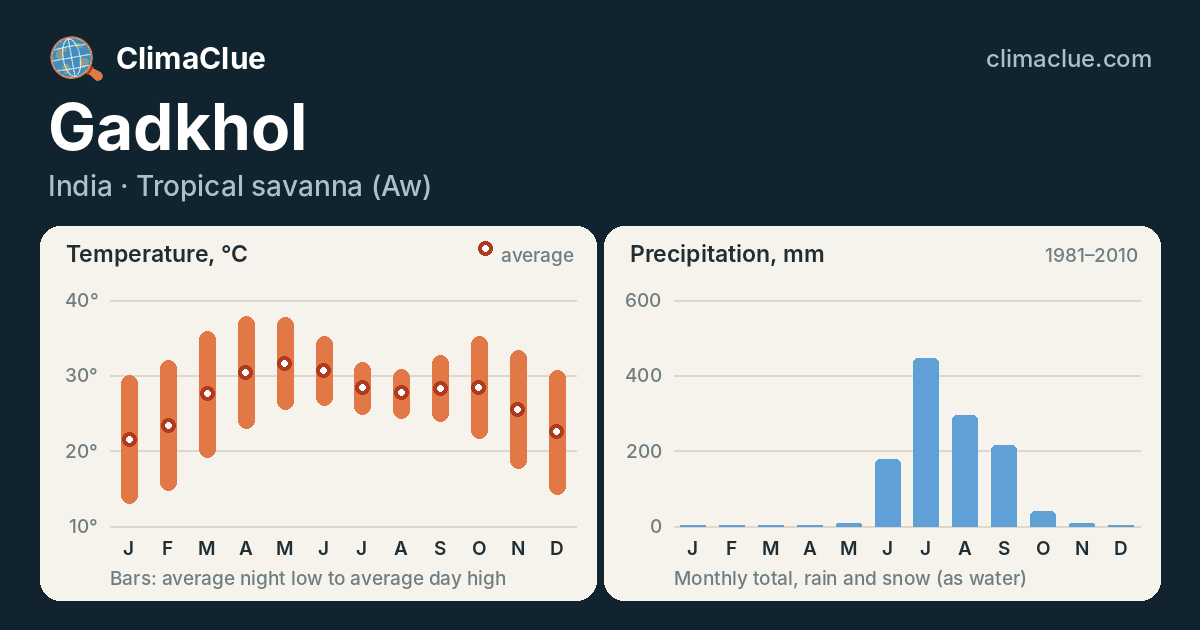 ClimaClue
climaclue.com
Gadkhol
India · Tropical savanna (Aw)
Temperature, °C
average
40°
30°
20°
10°
J F M A M J J A S O N D
Bars: average night low to average day high
Precipitation, mm
1981–2010
600
400
200
0
J F M A M J J A S O N D
Monthly total, rain and snow (as water)